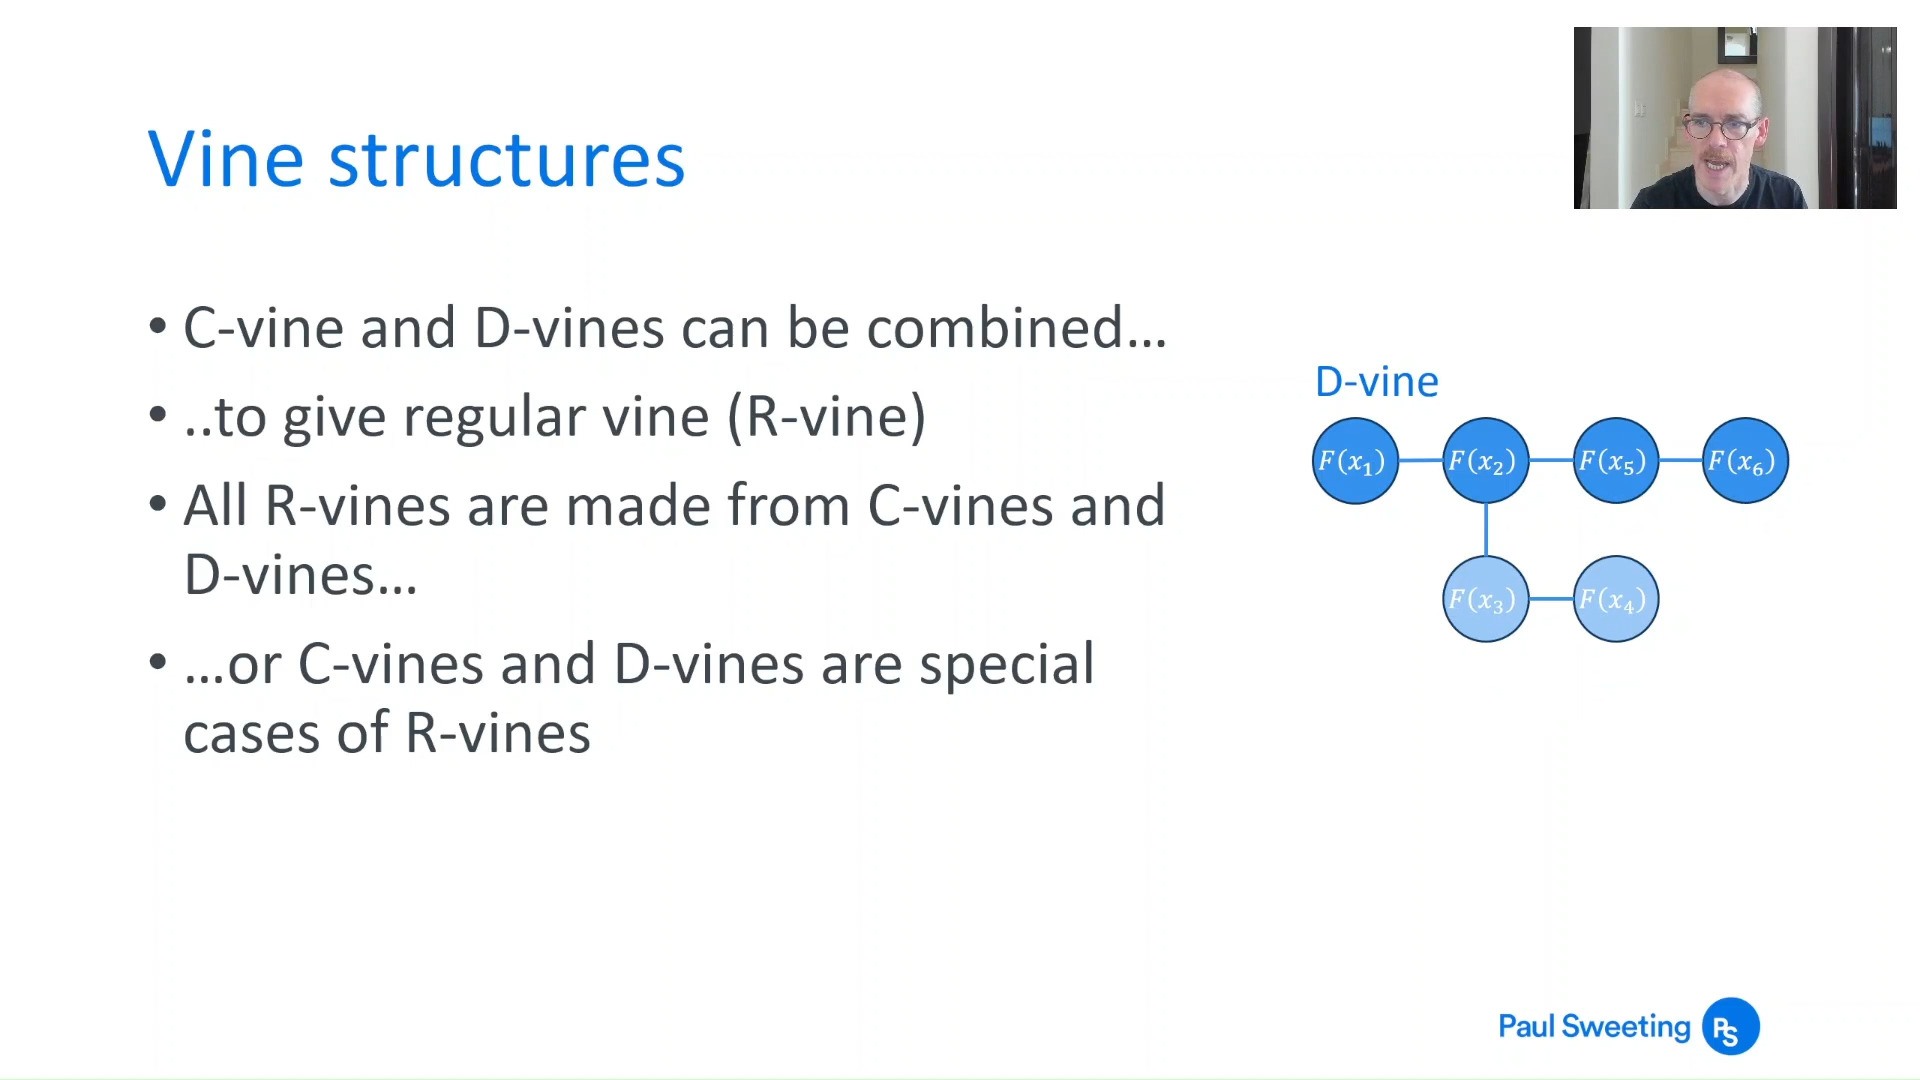 Vine structures
• C-vine and D-vines can be combined…
• ..to give regular vine (R-vine)
• All R-vines are made from C-vines and
D-vines…
• …or C-vines and D-vines are special
cases of R-vines
D-vine
F(x₁) F(x₂) F(x₅) F(x₆)
F(x₃) F(x₄)
Paul Sweeting PS